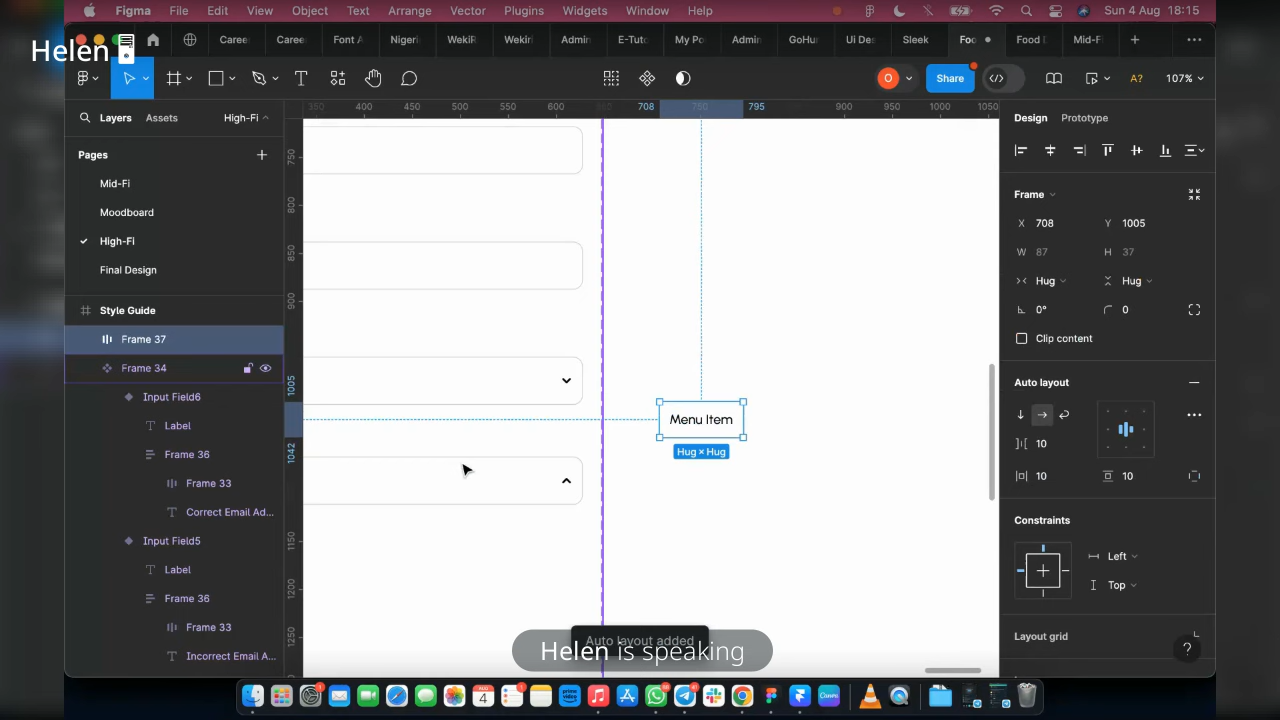 Figma File Edit View Object Text Arrange Vector Plugins Widgets Window Help Sun 4 Aug 18:15
Helen
Caree Caree Font A Nigeri WekiR Wekin Admin E-Tuto My Po Admin GoHu Ui Des Sleek Foo Food L Mid-Fi
O Share A? 107%
Layers Assets High-Fi
Pages
Mid-Fi
Moodboard
High-Fi
Final Design
Style Guide
Frame 37
Frame 34
Input Field6
Label
Frame 36
Frame 33
Correct Email Ad...
Input Field5
Label
Frame 36
Frame 33
Incorrect Email A...
350 400 450 500 550 600 708 750 795 850 900 950 1000 1050
750
800
850
900
1005
1042
1150
1200
1250
Menu Item
Hug × Hug
Auto layout added
Helen is speaking
Design Prototype
Frame
X 708 Y 1005
W 87 H 37
Hug Hug
0° 0
Clip content
Auto layout
10
10 10
Constraints
Left
Top
Layout grid
?